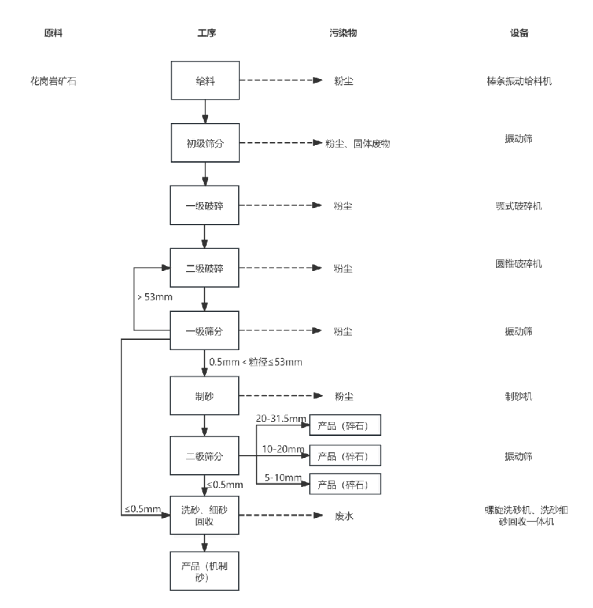 原料 工序 污染物 设备
花岗岩矿石 给料 粉尘 棒条振动给料机
初级筛分 粉尘、固体废物 振动筛
一级破碎 粉尘 颚式破碎机
二级破碎 粉尘 圆锥破碎机
> 53mm
一级筛分 粉尘 振动筛
0.5mm < 粒径≤53mm
制砂 粉尘 制砂机
20-31.5mm 产品（碎石）
二级筛分 10-20mm 产品（碎石） 振动筛
5-10mm 产品（碎石）
≤0.5mm
≤0.5mm 洗砂、细砂 废水 螺旋洗砂机、洗砂细
回收 砂回收一体机
产品（机制
砂）